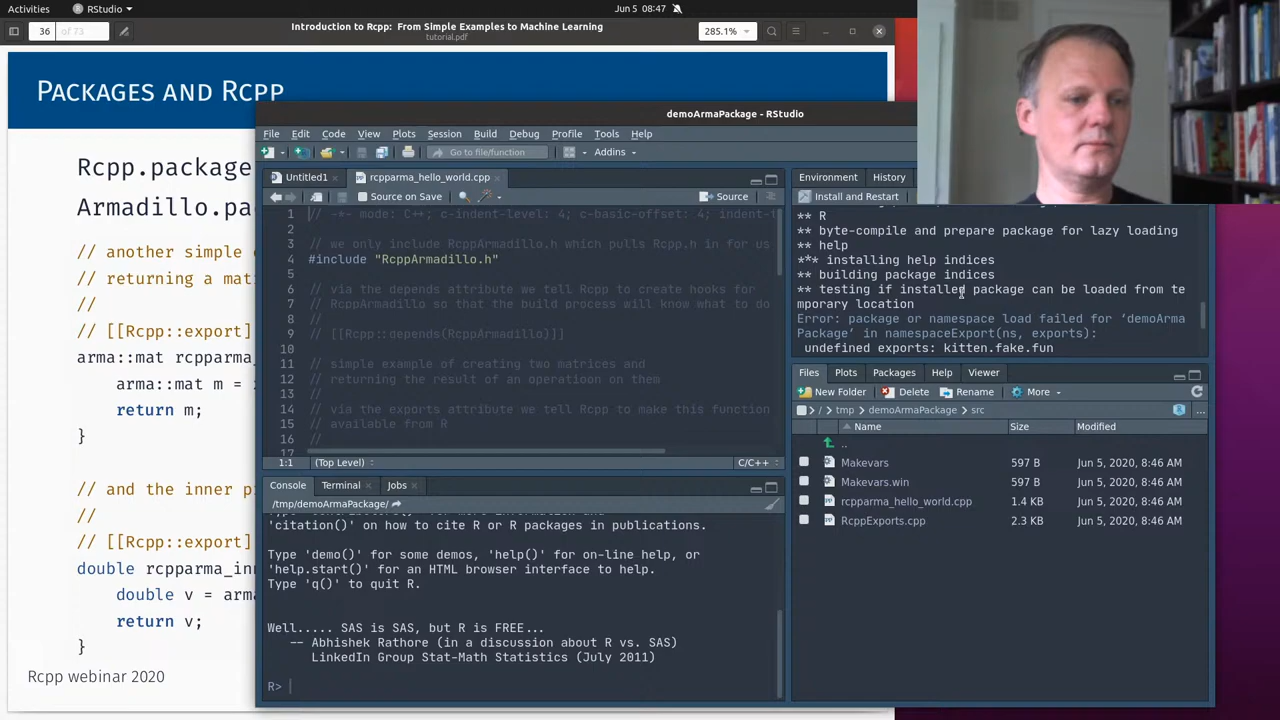 Activities
RStudio
Jun 5 08:47
36 of 73
Introduction to Rcpp: From Simple Examples to Machine Learning
tutorial.pdf
285.1%
PACKAGES AND RCPP
Rcpp.package
Armadillo.pa
// another simple
// returning a mat
//
// [[Rcpp::export]
arma::mat rcpparma_
arma::mat m =
return m;
}
// and the inner p
//
// [[Rcpp::export]
double rcpparma_inn
double v = arma
return v;
}
Rcpp webinar 2020
demoArmaPackage - RStudio
File Edit Code View Plots Session Build Debug Profile Tools Help
Go to file/function
Addins
Untitled1
rcpparma_hello_world.cpp
Source on Save
Source
1 // -*- mode: C++; c-indent-level: 4; c-basic-offset: 4; indent-t
2
3 // we only include RcppArmadillo.h which pulls Rcpp.h in for us
4 #include "RcppArmadillo.h"
5
6 // via the depends attribute we tell Rcpp to create hooks for
7 // RcppArmadillo so that the build process will know what to do
8 //
9 // [[Rcpp::depends(RcppArmadillo)]]
10
11 // simple example of creating two matrices and
12 // returning the result of an operatioon on them
13 //
14 // via the exports attribute we tell Rcpp to make this function
15 // available from R
16 //
17
1:1 (Top Level) C/C++
Console Terminal Jobs
/tmp/demoArmaPackage/
'citation()' on how to cite R or R packages in publications.
Type 'demo()' for some demos, 'help()' for on-line help, or
'help.start()' for an HTML browser interface to help.
Type 'q()' to quit R.
Well..... SAS is SAS, but R is FREE...
-- Abhishek Rathore (in a discussion about R vs. SAS)
LinkedIn Group Stat-Math Statistics (July 2011)
R>
Environment History
Install and Restart
** R
** byte-compile and prepare package for lazy loading
** help
*** installing help indices
** building package indices
** testing if installed package can be loaded from te
mporary location
Error: package or namespace load failed for ‘demoArma
Package’ in namespaceExport(ns, exports):
undefined exports: kitten.fake.fun
Files Plots Packages Help Viewer
New Folder Delete Rename More
/ tmp demoArmaPackage src
Name Size Modified
..
Makevars 597 B Jun 5, 2020, 8:46 AM
Makevars.win 597 B Jun 5, 2020, 8:46 AM
rcpparma_hello_world.cpp 1.4 KB Jun 5, 2020, 8:46 AM
RcppExports.cpp 2.3 KB Jun 5, 2020, 8:46 AM